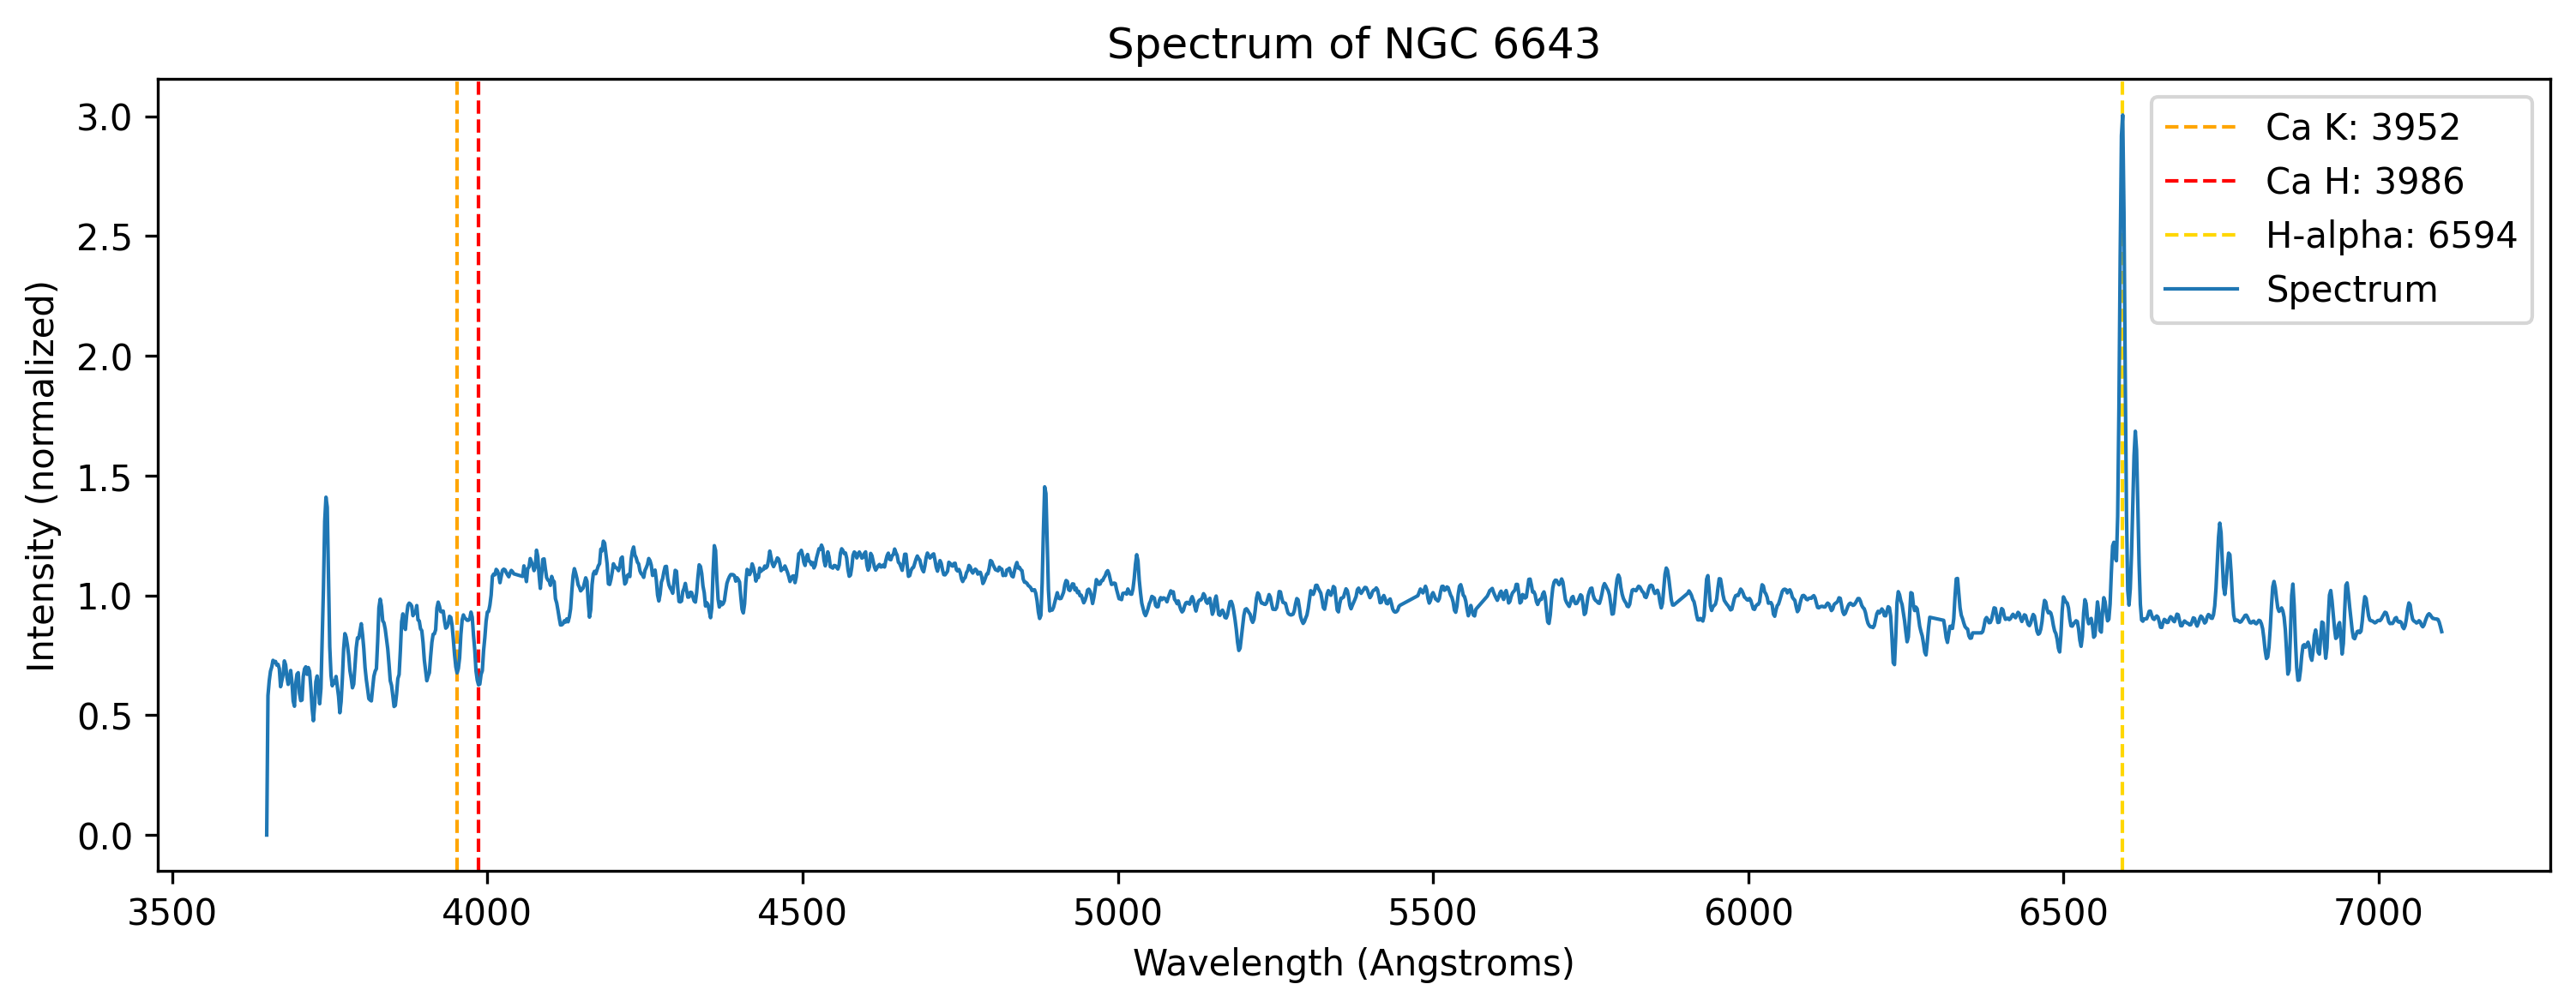 Spectrum of NGC 6643
Intensity (normalized)
3.0
2.5
2.0
1.5
1.0
0.5
0.0
Ca K: 3952
Ca H: 3986
H-alpha: 6594
Spectrum
3500 4000 4500 5000 5500 6000 6500 7000
Wavelength (Angstroms)